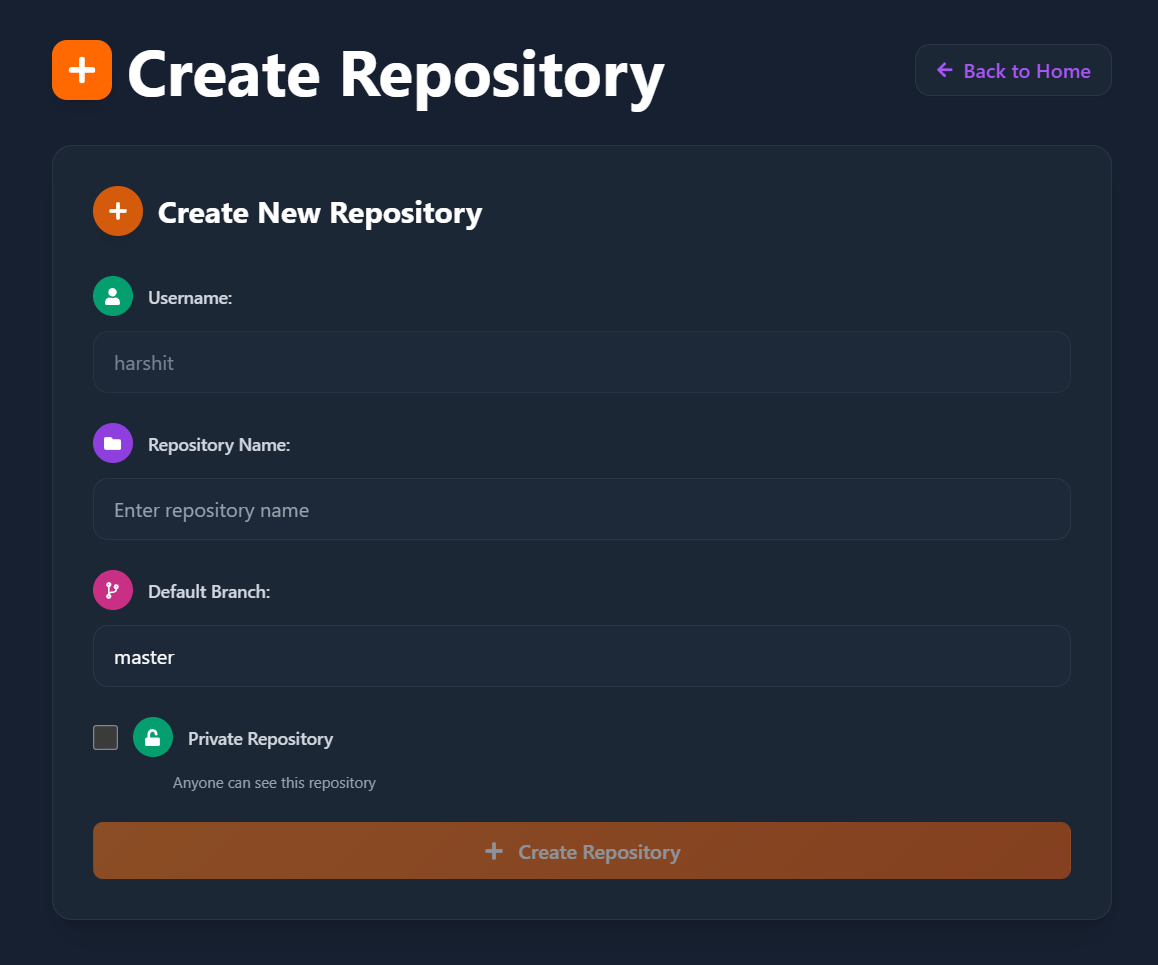 Create Repository
Back to Home
Create New Repository
Username:
harshit
Repository Name:
Enter repository name
Default Branch:
master
Private Repository
Anyone can see this repository
Create Repository